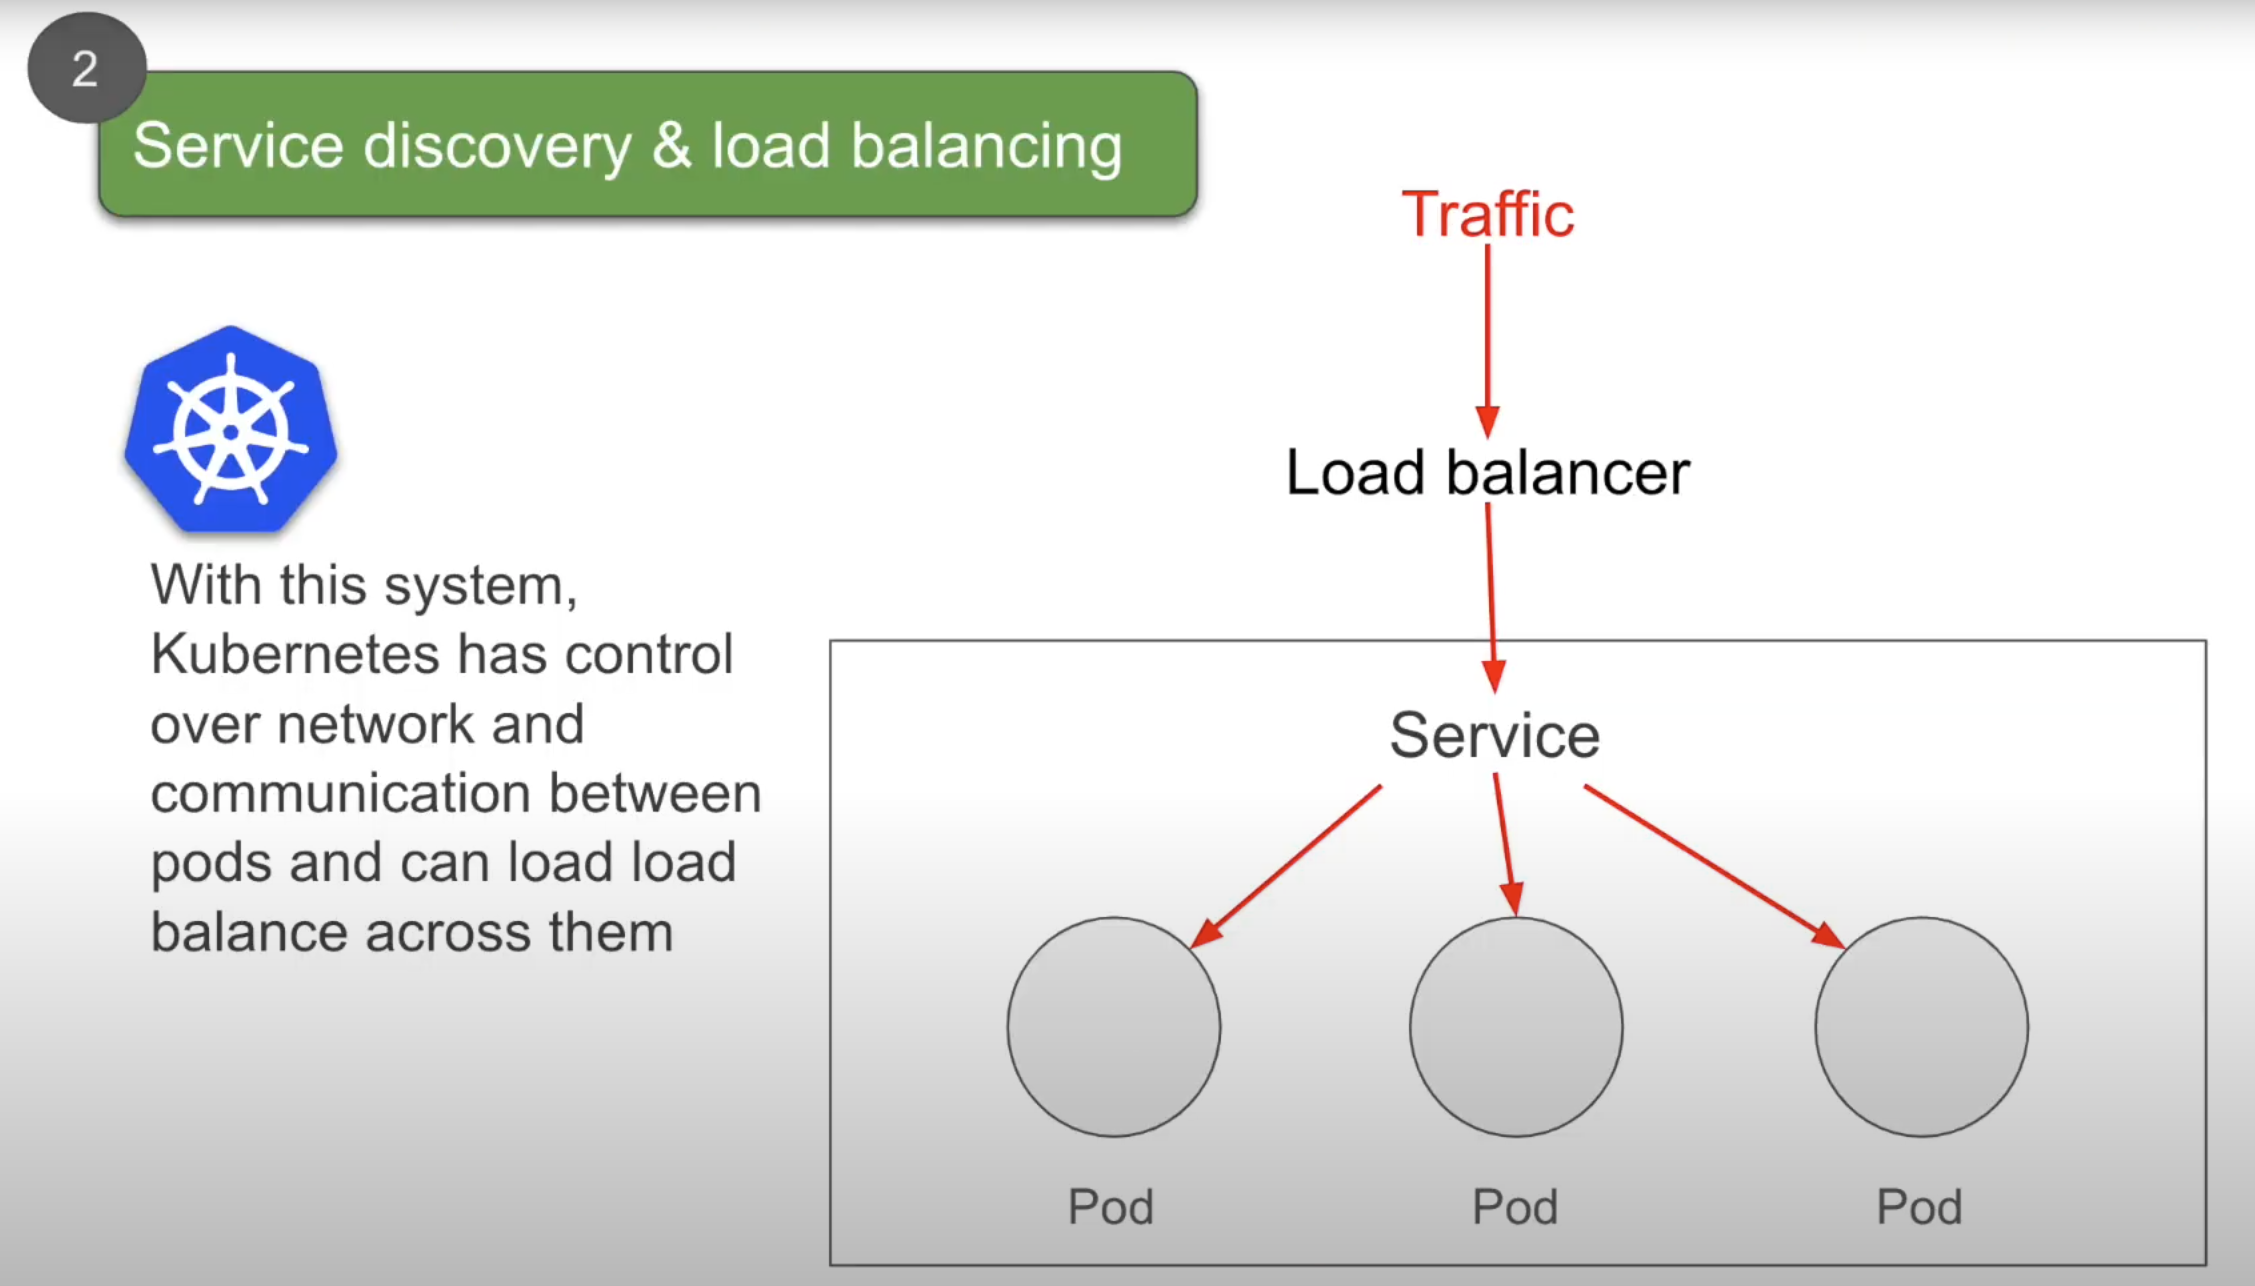 2
Service discovery & load balancing
Traffic
Load balancer
With this system,
Kubernetes has control
over network and
communication between
pods and can load load
balance across them
Service
Pod
Pod
Pod